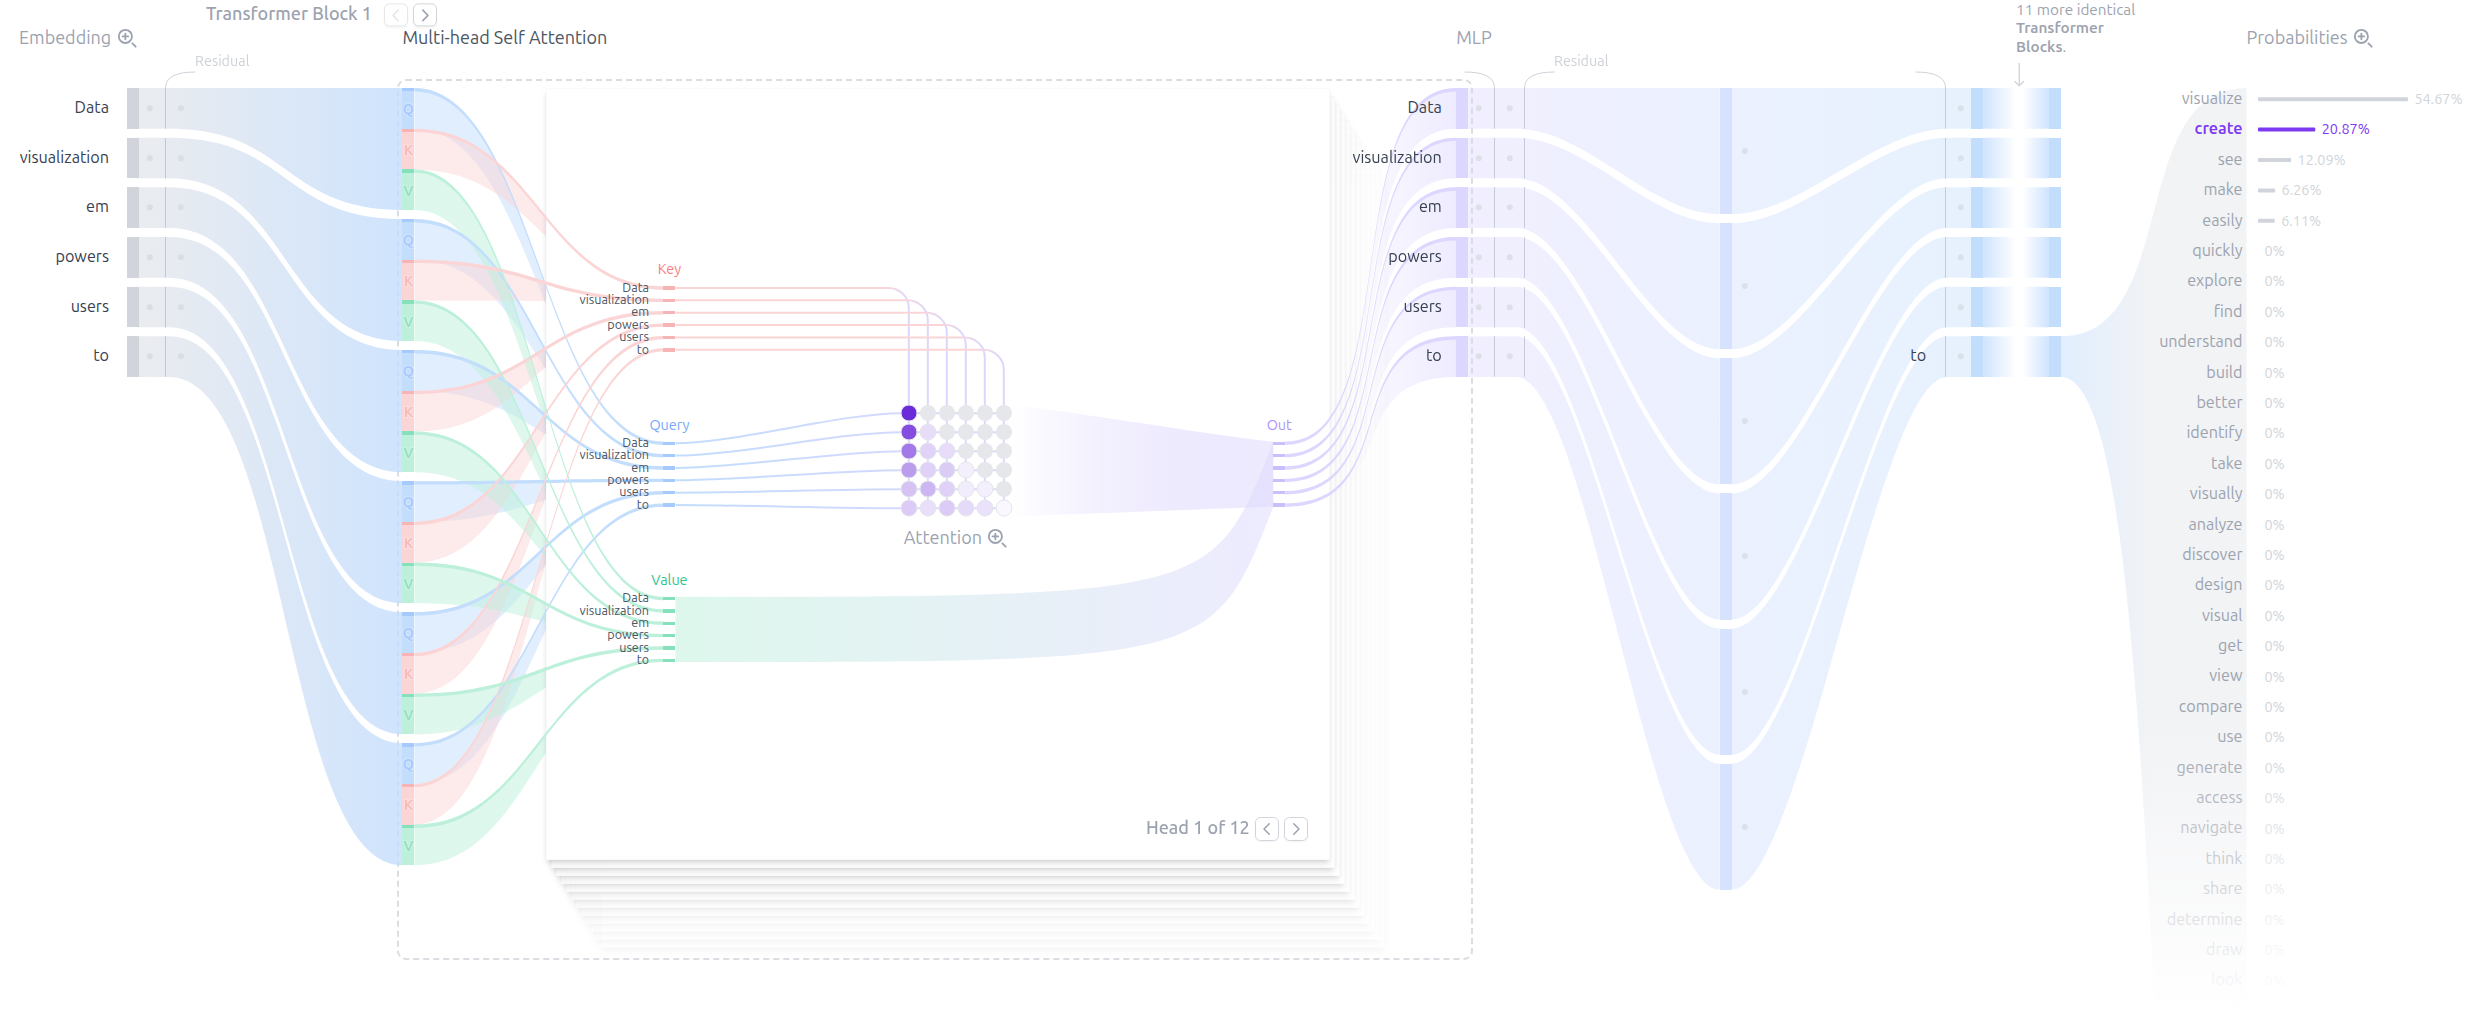 Transformer Block 1
11 more identical
Transformer
Blocks.
Embedding
Multi-head Self Attention
MLP
Probabilities
Residual
Residual
Data
visualization
em
powers
users
to
Q
K
V
Q
K
V
Q
K
V
Q
K
V
Q
K
V
Q
K
V
Key
Data
visualization
em
powers
users
to
Query
Data
visualization
em
powers
users
to
Attention
Value
Data
visualization
em
powers
users
to
Out
Head 1 of 12
Data
visualization
em
powers
users
to
to
visualize 54.67%
create 20.87%
see 12.09%
make 6.26%
easily 6.11%
quickly 0%
explore 0%
find 0%
understand 0%
build 0%
better 0%
identify 0%
take 0%
visually 0%
analyze 0%
discover 0%
design 0%
visual 0%
get 0%
view 0%
compare 0%
use 0%
generate 0%
access 0%
navigate 0%
think 0%
share 0%
determine 0%
draw 0%
look 0%